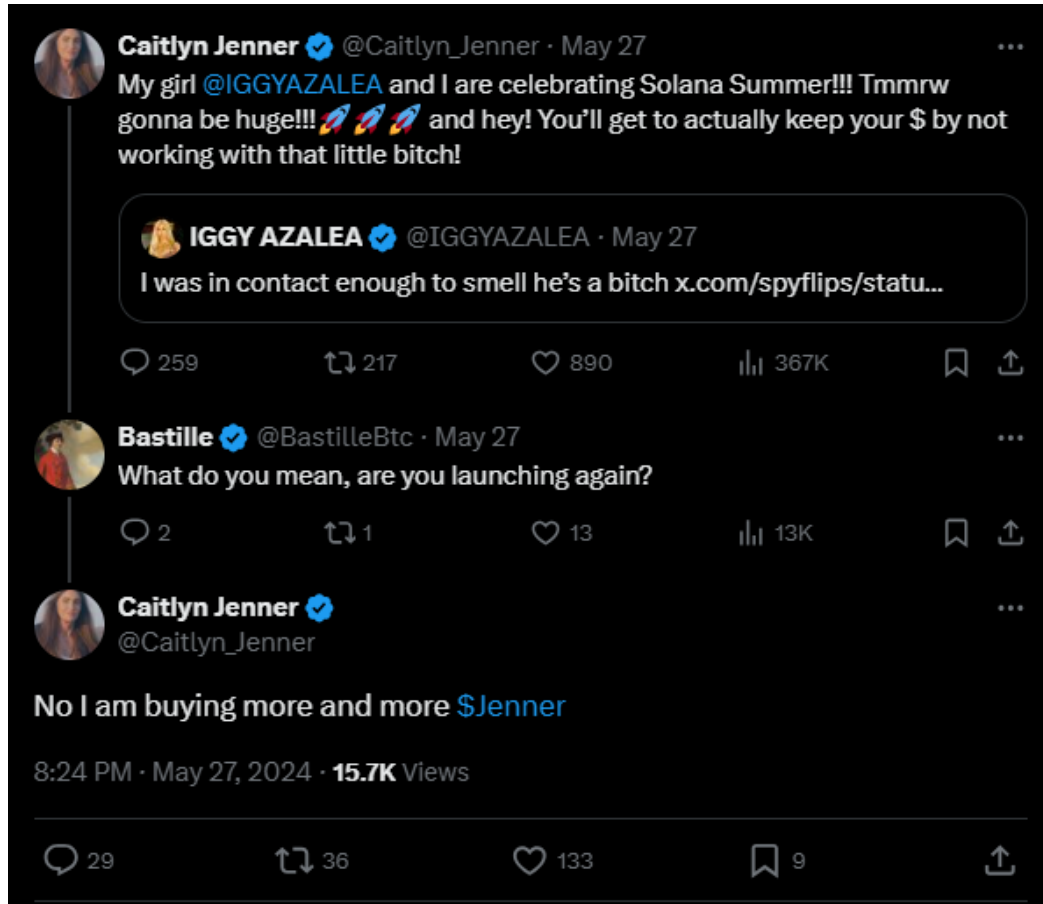 Caitlyn Jenner @Caitlyn_Jenner · May 27
My girl @IGGYAZALEA and I are celebrating Solana Summer!!! Tmmrw
gonna be huge!!!🚀🚀🚀 and hey! You’ll get to actually keep your $ by not
working with that little bitch!
IGGY AZALEA @IGGYAZALEA · May 27
I was in contact enough to smell he’s a bitch x.com/spyflips/statu...
259 217 890 367K
Bastille @BastilleBtc · May 27
What do you mean, are you launching again?
2 1 13 13K
Caitlyn Jenner
@Caitlyn_Jenner
No I am buying more and more $Jenner
8:24 PM · May 27, 2024 · 15.7K Views
29 36 133 9